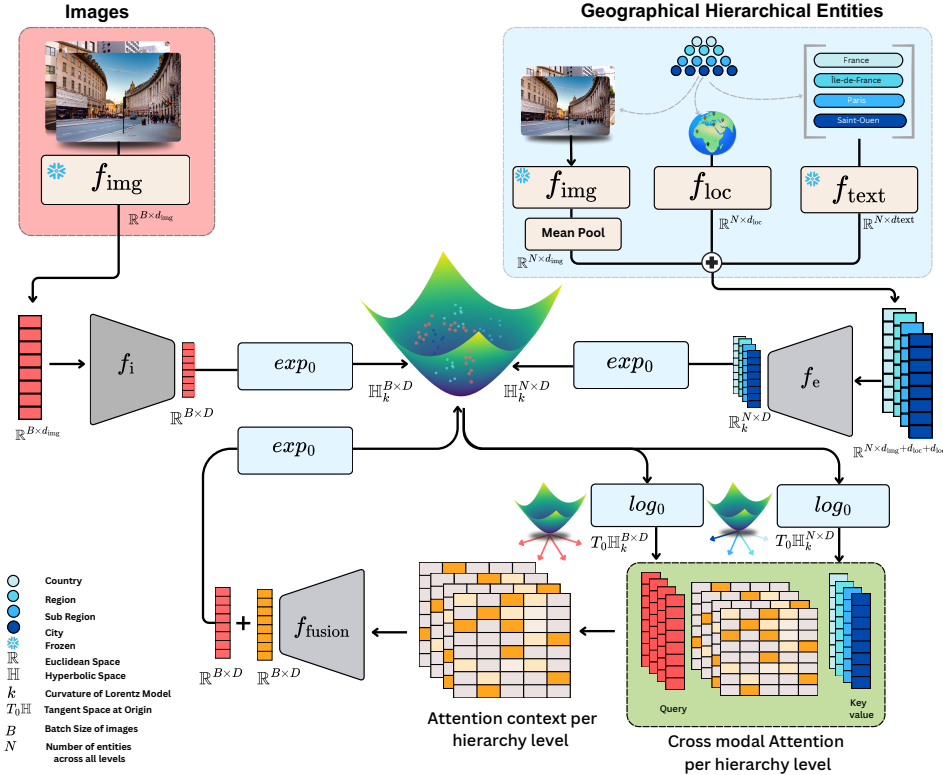 Images
Geographical Hierarchical Entities
France
Île-de-France
Paris
Saint-Ouen
f_img
ℝ^{B×d_img}
f_img
f_loc
f_text
Mean Pool
ℝ^{N×d_img}
ℝ^{N×d_loc}
ℝ^{N×dtext}
f_i
exp_0
exp_0
f_e
ℝ^{B×d_img}
ℝ^{B×D}
ℍ_k^{B×D}
ℍ_k^{N×D}
ℝ_k^{N×D}
ℝ^{N×d_img+d_loc+d_loc
exp_0
log_0
log_0
T_0ℍ_k^{B×D}
T_0ℍ_k^{N×D}
Country
Region
Sub Region
City
Frozen
ℝ Euclidean Space
ℍ Hyperbolic Space
k Curvature of Lorentz Model
T_0ℍ Tangent Space at Origin
B Batch Size of images
N Number of entities
across all levels
+
f_fusion
ℝ^{B×D}
ℝ^{B×D}
Attention context per
hierarchy level
Query
Key
value
Cross modal Attention
per hierarchy level